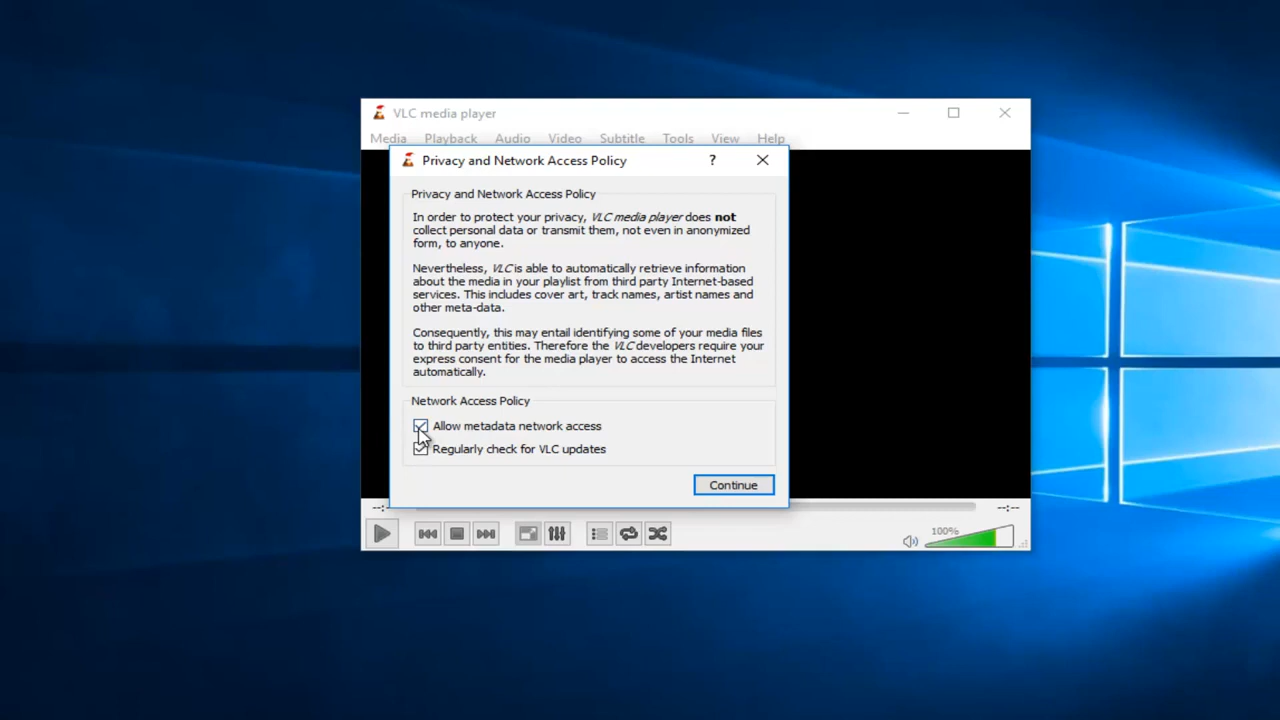 VLC media player
Media Playback Audio Video Subtitle Tools View Help
Privacy and Network Access Policy ?
Privacy and Network Access Policy
In order to protect your privacy, VLC media player does not
collect personal data or transmit them, not even in anonymized
form, to anyone.
Nevertheless, VLC is able to automatically retrieve information
about the media in your playlist from third party Internet-based
services. This includes cover art, track names, artist names and
other meta-data.
Consequently, this may entail identifying some of your media files
to third party entities. Therefore the VLC developers require your
express consent for the media player to access the Internet
automatically.
Network Access Policy
Allow metadata network access
Regularly check for VLC updates
Continue
--:-- --:--
100%